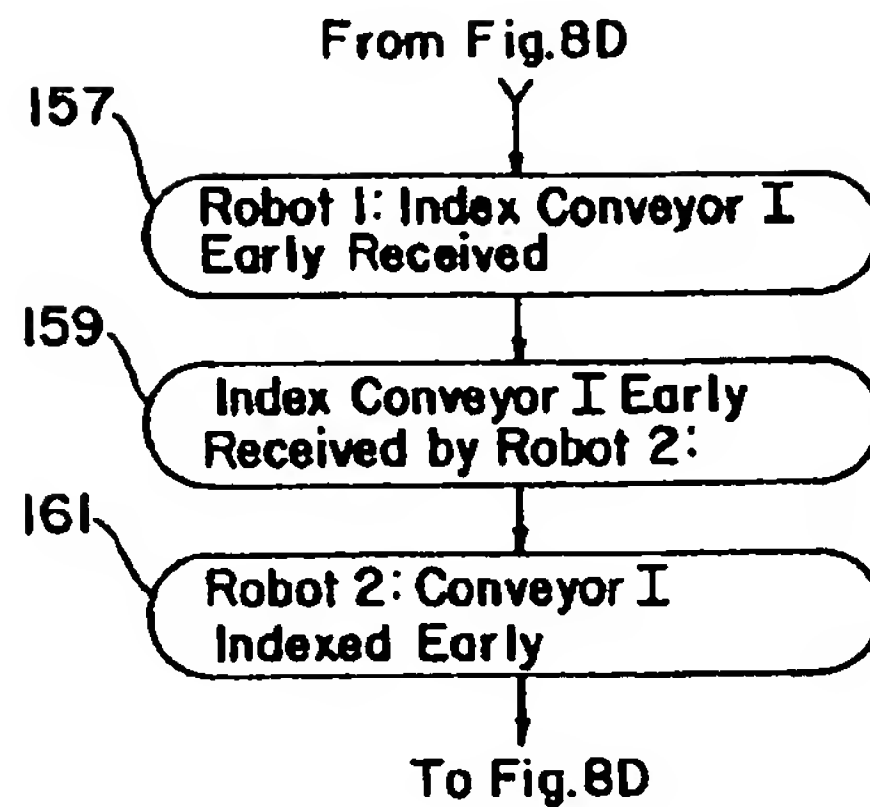 From Fig.8D
157
Robot 1: Index Conveyor I
Early Received
159
Index Conveyor I Early
Received by Robot 2:
161
Robot 2: Conveyor I
Indexed Early
To Fig.8D